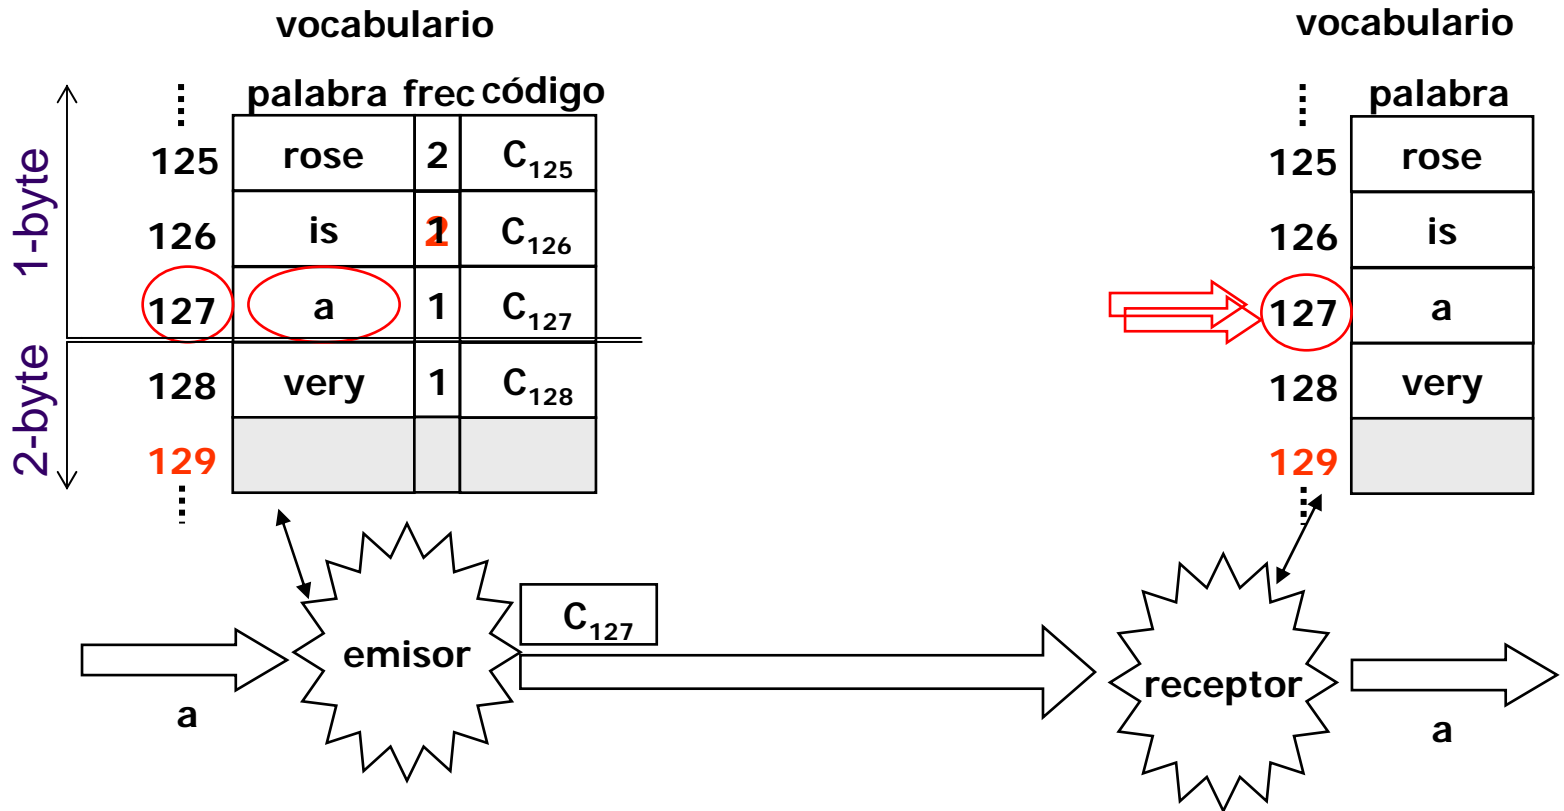 vocabulario
palabra frec código
1-byte
125 rose 2 C125
126 is 1 2 C126
127 a 1 C127
2-byte
128 very 1 C128
129
vocabulario
palabra
125 rose
126 is
127 a
128 very
129
C127
emisor
receptor
a
a